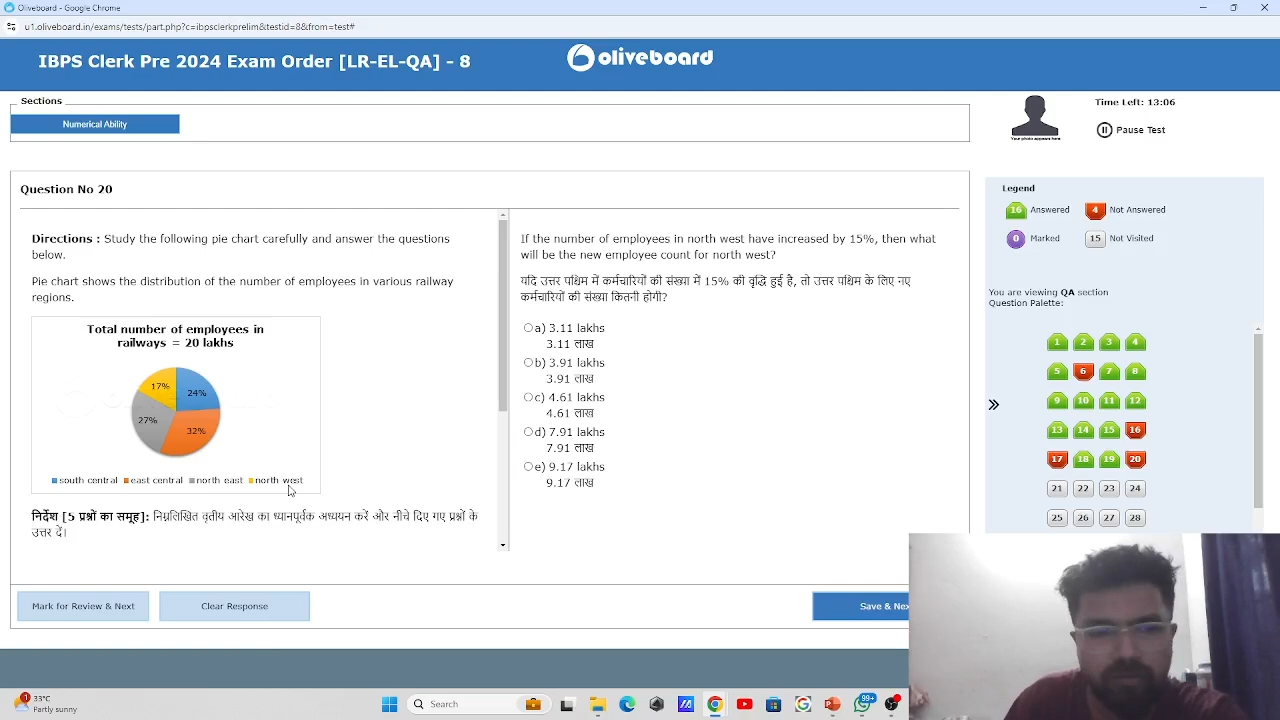 Oliveboard - Google Chrome
u1.oliveboard.in/exams/tests/part.php?c=ibpsclerkprelim&testid=8&from=test#
IBPS Clerk Pre 2024 Exam Order [LR-EL-QA] - 8
oliveboard
Sections
Numerical Ability
Time Left: 13:06
Pause Test
Your photo appears here
Question No 20
Directions : Study the following pie chart carefully and answer the questions
below.
Pie chart shows the distribution of the number of employees in various railway
regions.
Total number of employees in
railways = 20 lakhs
17%
24%
27%
32%
south central east central north east north west
निर्देश [5 प्रश्नों का समूह]: निम्नलिखित वृतीय आरेख का ध्यानपूर्वक अध्ययन करें और नीचे दिए गए प्रश्नों के
उत्तर दें।
If the number of employees in north west have increased by 15%, then what
will be the new employee count for north west?
यदि उत्तर पश्चिम में कर्मचारियों की संख्या में 15% की वृद्धि हुई है, तो उत्तर पश्चिम के लिए नए
कर्मचारियों की संख्या कितनी होगी?
a) 3.11 lakhs
3.11 लाख
b) 3.91 lakhs
3.91 लाख
c) 4.61 lakhs
4.61 लाख
d) 7.91 lakhs
7.91 लाख
e) 9.17 lakhs
9.17 लाख
Legend
16 Answered 4 Not Answered
0 Marked 15 Not Visited
You are viewing QA section
Question Palette:
1 2 3 4
5 6 7 8
9 10 11 12
13 14 15 16
17 18 19 20
21 22 23 24
25 26 27 28
Mark for Review & Next
Clear Response
Save &
1
33°C
Partly sunny
Search
99+